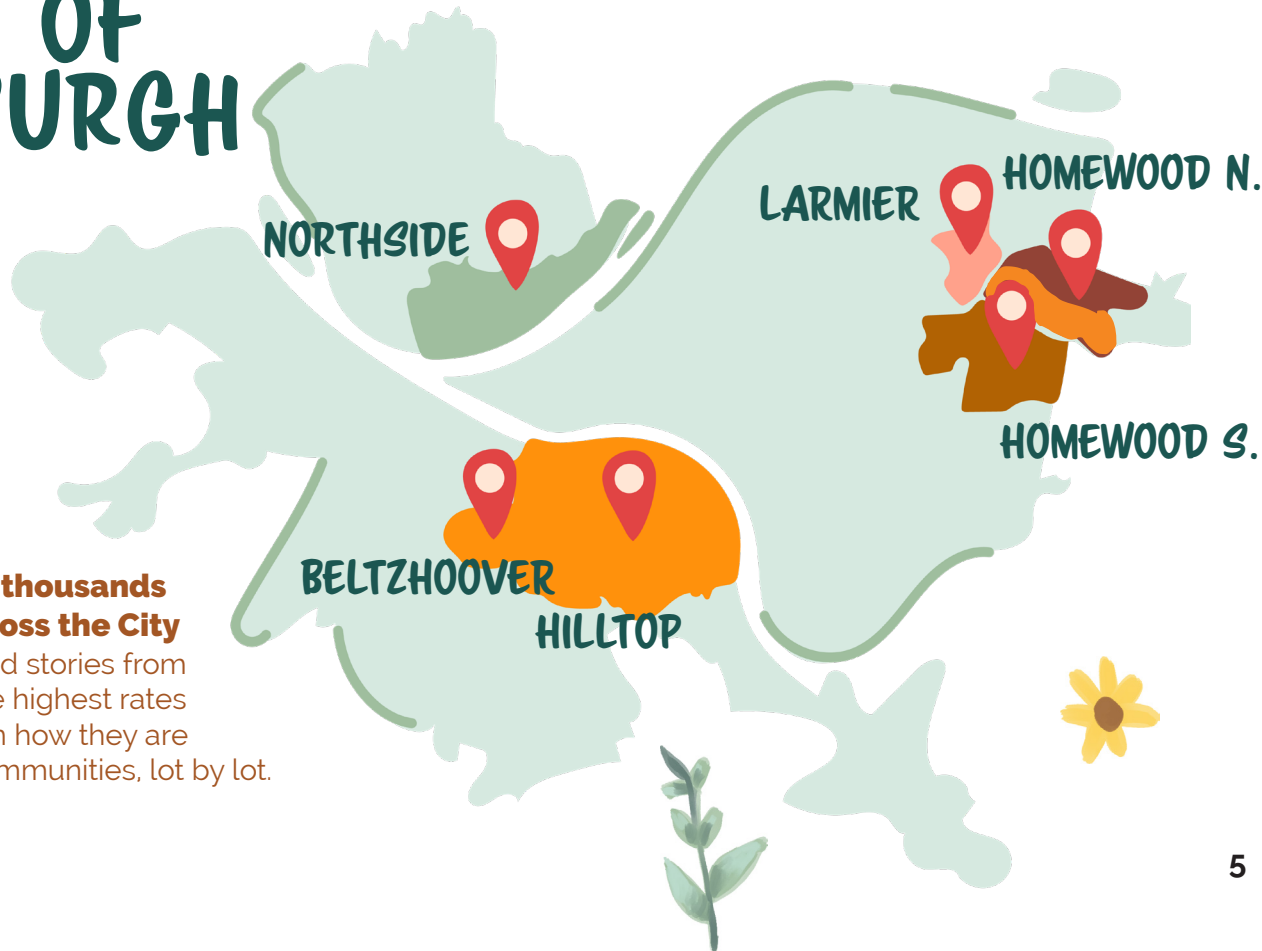 OF
URGH
NORTHSIDE
LARMIER
HOMEWOOD N.
HOMEWOOD S.
BELTZHOOVER
HILLTOP
thousands
oss the City
d stories from
e highest rates
n how they are
mmunities, lot by lot.
5